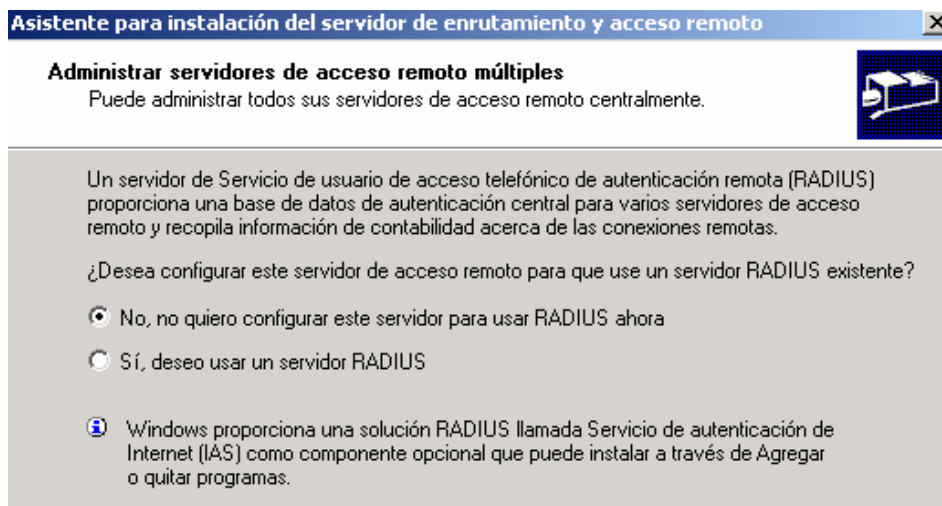 Asistente para instalación del servidor de enrutamiento y acceso remoto
Administrar servidores de acceso remoto múltiples
Puede administrar todos sus servidores de acceso remoto centralmente.
Un servidor de Servicio de usuario de acceso telefónico de autenticación remota (RADIUS)
proporciona una base de datos de autenticación central para varios servidores de acceso
remoto y recopila información de contabilidad acerca de las conexiones remotas.
¿Desea configurar este servidor de acceso remoto para que use un servidor RADIUS existente?
No, no quiero configurar este servidor para usar RADIUS ahora
Sí, deseo usar un servidor RADIUS
Windows proporciona una solución RADIUS llamada Servicio de autenticación de
Internet (IAS) como componente opcional que puede instalar a través de Agregar
o quitar programas.